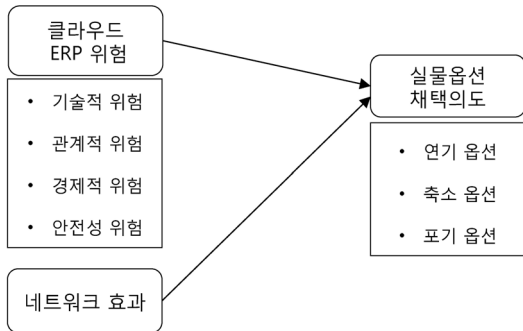 클라우드
ERP 위험
• 기술적 위험
• 관계적 위험
• 경제적 위험
• 안전성 위험
네트워크 효과
실물옵션
채택의도
• 연기 옵션
• 축소 옵션
• 포기 옵션